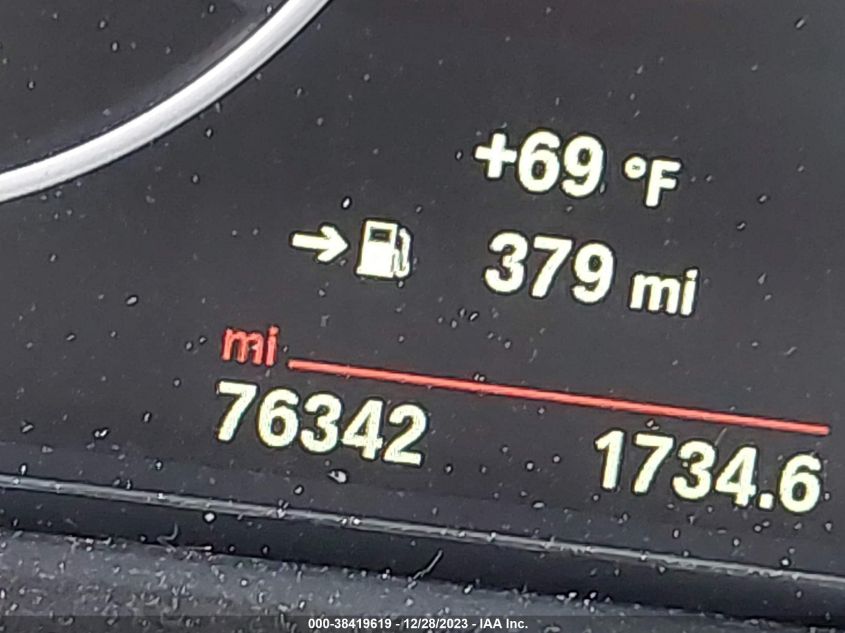 +69 °F
→ 379 mi
mi
76342 1734.6
000-38419619 - 12/28/2023 - IAA Inc.